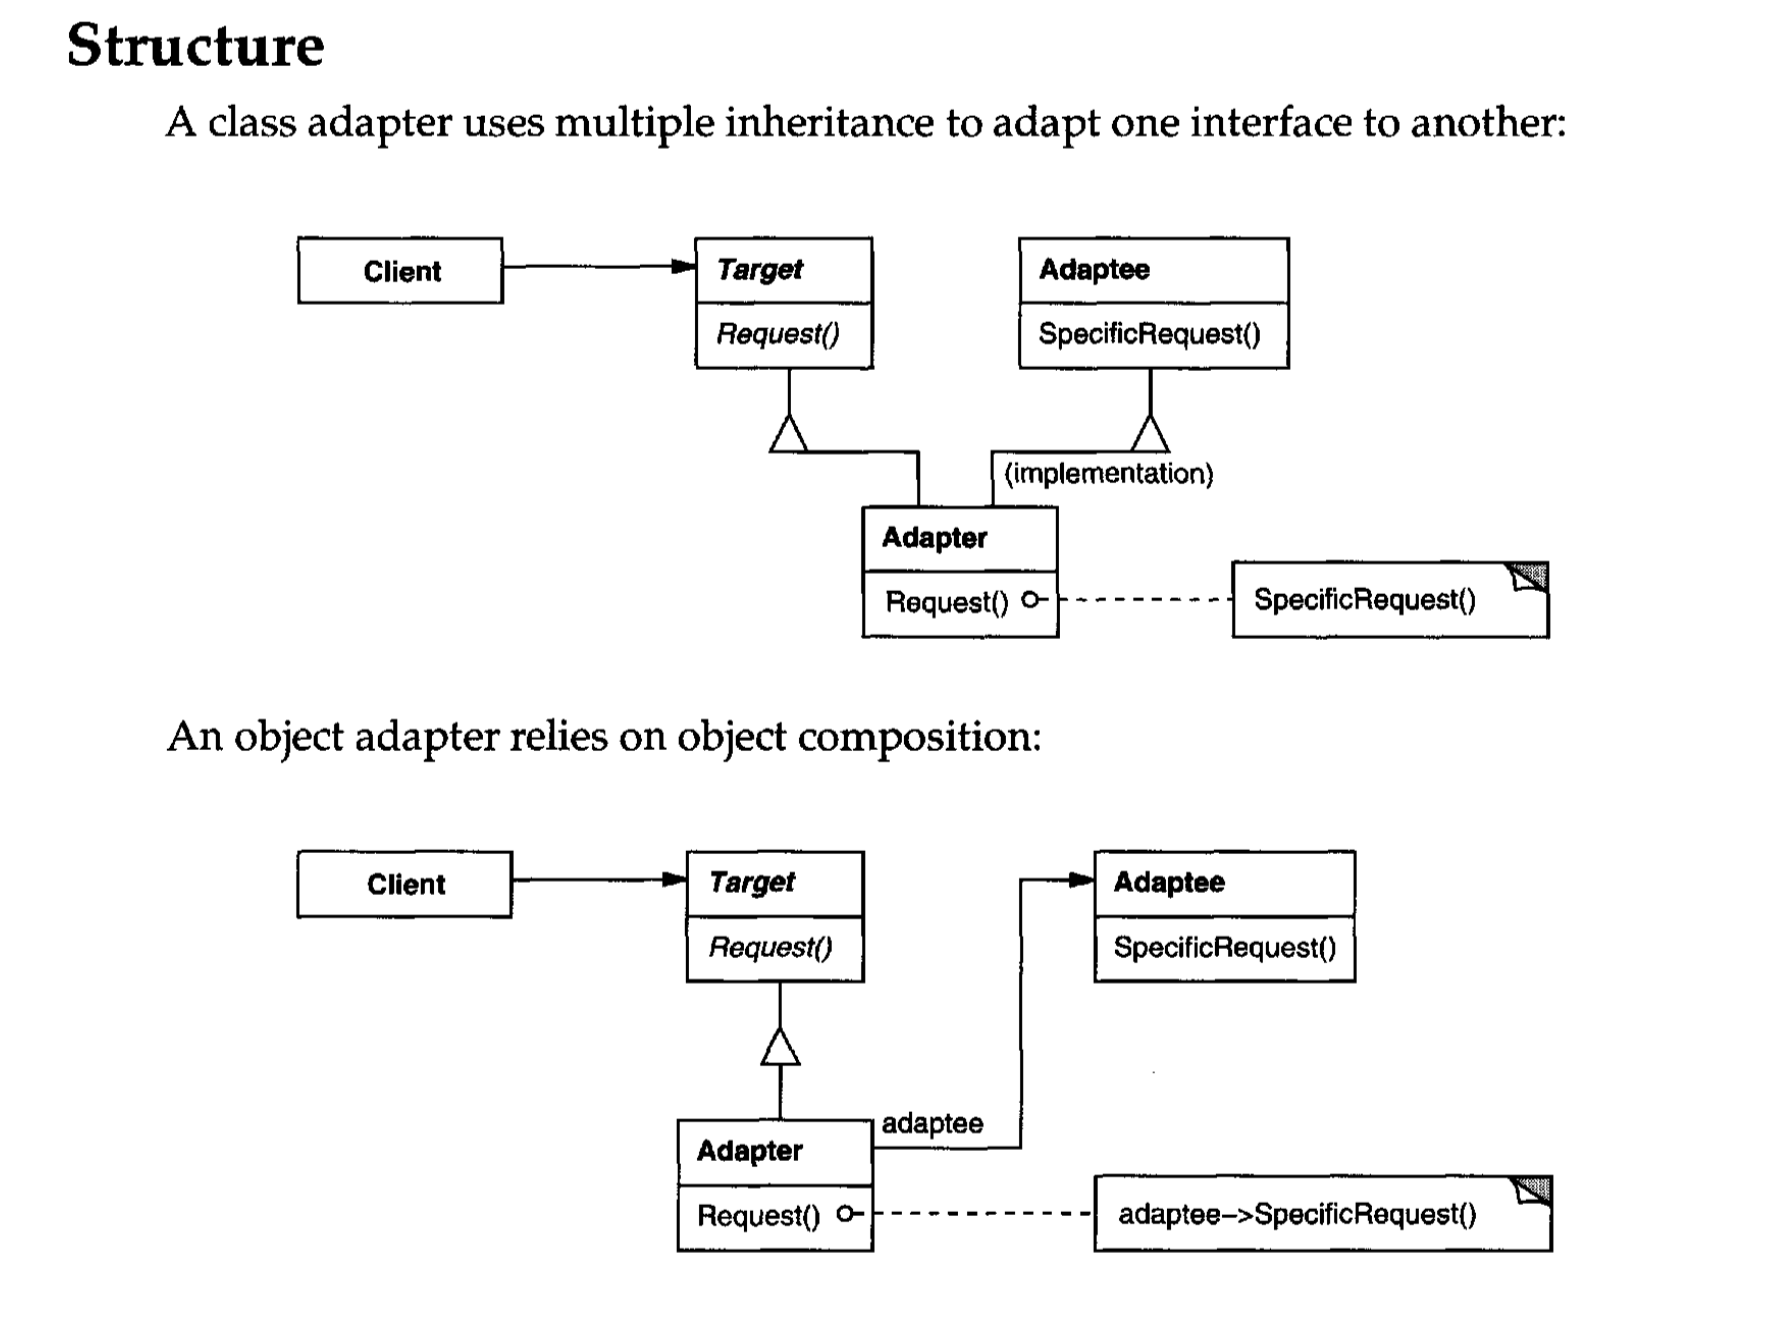 Structure
A class adapter uses multiple inheritance to adapt one interface to another:
Client
Target
Adaptee
Request()
SpecificRequest()
(implementation)
Adapter
Request()
SpecificRequest()
An object adapter relies on object composition:
Client
Target
Adaptee
Request()
SpecificRequest()
adaptee
Adapter
Request()
adaptee–>SpecificRequest()